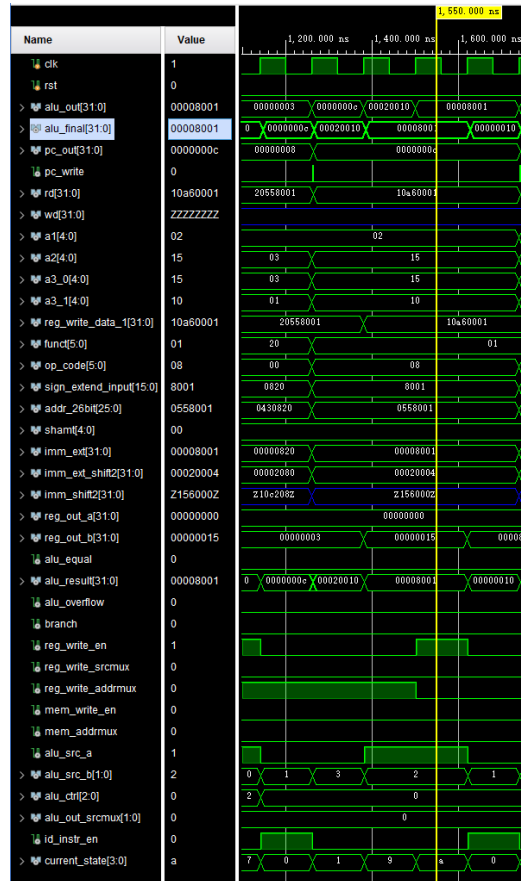 1,550.000 ns
Name Value 1,200.000 ns 1,400.000 ns 1,600.000 ns
clk 1
rst 0
alu_out[31:0] 00008001 00000003 0000000c 00020010 00008001
alu_final[31:0] 00008001 0 0000000c 00020010 00008001 00000010
pc_out[31:0] 0000000c 00000008 0000000c
pc_write 0
rd[31:0] 10a60001 20558001 10a60001
wd[31:0] ZZZZZZZZ
a1[4:0] 02 02
a2[4:0] 15 03 15
a3_0[4:0] 15 03 15
a3_1[4:0] 10 01 10
reg_write_data_1[31:0] 10a60001 20558001 10a60001
funct[5:0] 01 20 01
op_code[5:0] 08 00 08
sign_extend_input[15:0] 8001 0820 8001
addr_26bit[25:0] 0558001 0430820 0558001
shamt[4:0] 00
imm_ext[31:0] 00008001 00000820 00008001
imm_ext_shift2[31:0] 00020004 00002080 00020004
imm_shift2[31:0] Z156000Z Z10c208Z Z156000Z
reg_out_a[31:0] 00000000 00000000
reg_out_b[31:0] 00000015 00000003 00000015 00008
alu_equal 0
alu_result[31:0] 00008001 0 0000000c 00020010 00008001 00000010
alu_overflow 0
branch 0
reg_write_en 1
reg_write_srcmux 0
reg_write_addrmux 0
mem_write_en 0
mem_addrmux 0
alu_src_a 1
alu_src_b[1:0] 2 0 1 3 2 1
alu_ctrl[2:0] 0 2 0
alu_out_srcmux[1:0] 0 0
id_instr_en 0
current_state[3:0] a 7 0 1 9 a 0